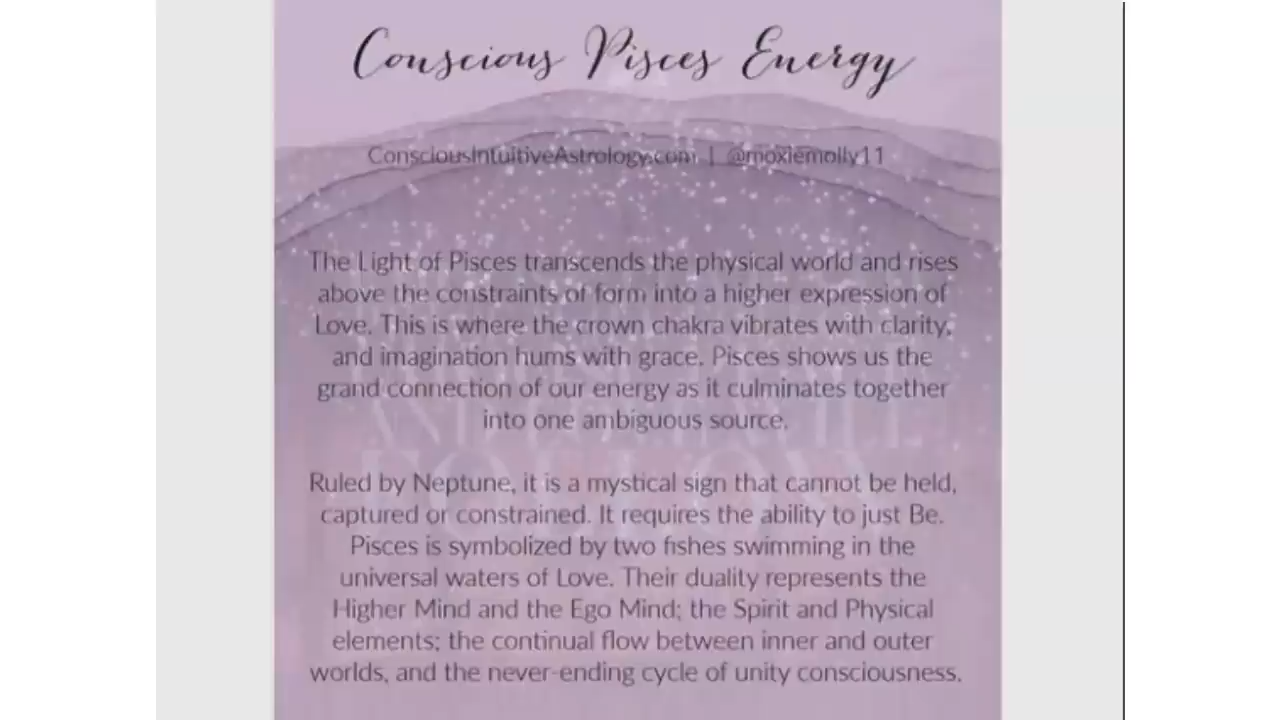 Conscious Pisces Energy
ConsciousIntuitiveAstrology.com | @moxiemolly11
The Light of Pisces transcends the physical world and rises
above the constraints of form into a higher expression of
Love. This is where the crown chakra vibrates with clarity,
and imagination hums with grace. Pisces shows us the
grand connection of our energy as it culminates together
into one ambiguous source.
Ruled by Neptune, it is a mystical sign that cannot be held,
captured or constrained. It requires the ability to just Be.
Pisces is symbolized by two fishes swimming in the
universal waters of Love. Their duality represents the
Higher Mind and the Ego Mind; the Spirit and Physical
elements; the continual flow between inner and outer
worlds, and the never-ending cycle of unity consciousness.